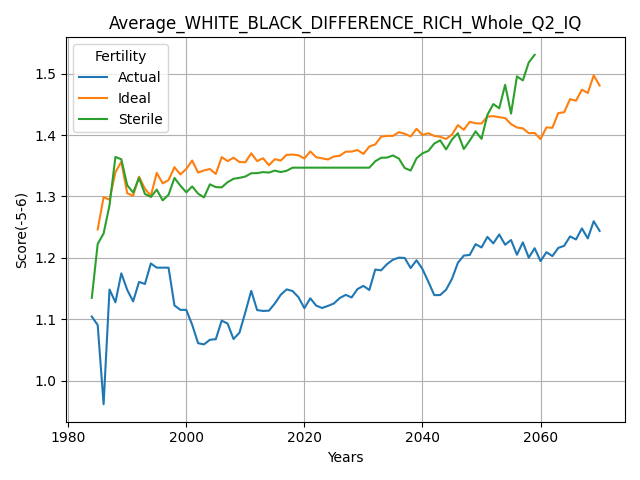 Average_WHITE_BLACK_DIFFERENCE_RICH_Whole_Q2_IQ
Fertility
Actual
Ideal
Sterile
Score(-5-6)
1.5
1.4
1.3
1.2
1.1
1.0
1980 2000 2020 2040 2060
Years